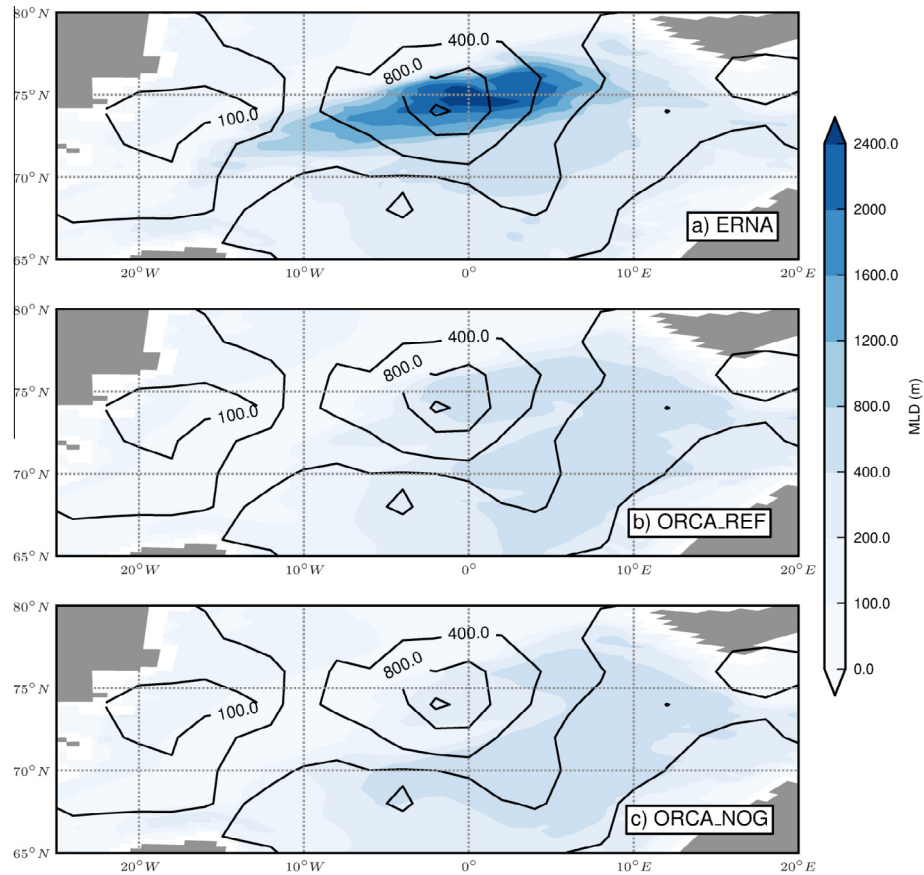 80° N
75° N
70° N
65° N
400.0
800.0
100.0
a) ERNA
20° W
10° W
0°
10° E
20° E
80° N
75° N
70° N
65° N
400.0
800.0
100.0
b) ORCA_REF
20° W
10° W
0°
10° E
20° E
80° N
75° N
70° N
65° N
400.0
800.0
100.0
c) ORCA_NOG
20° W
10° W
0°
10° E
20° E
2400.0
2000
1600.0
1200.0
800.0
400.0
200.0
100.0
0.0
MLD (m)